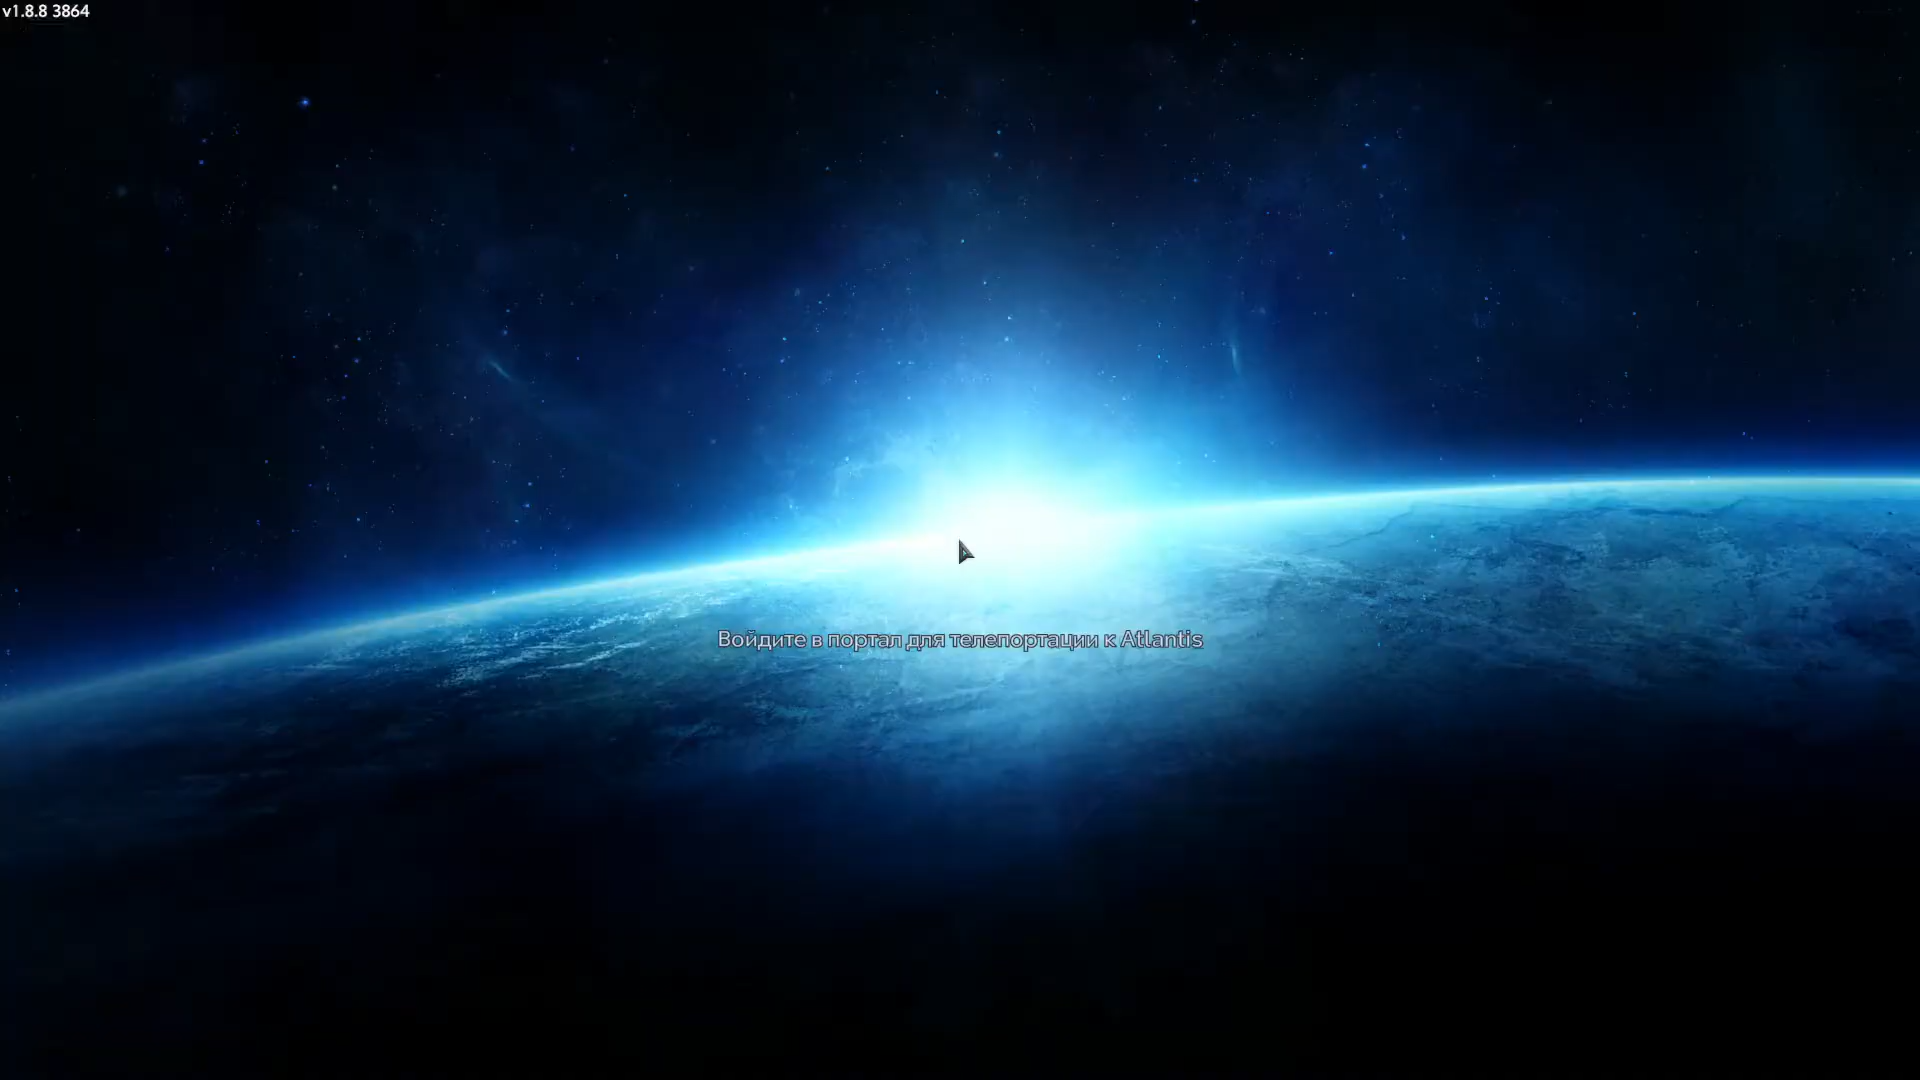 v1.8.8 3864
Войдите в портал для телепортации к Atlantis